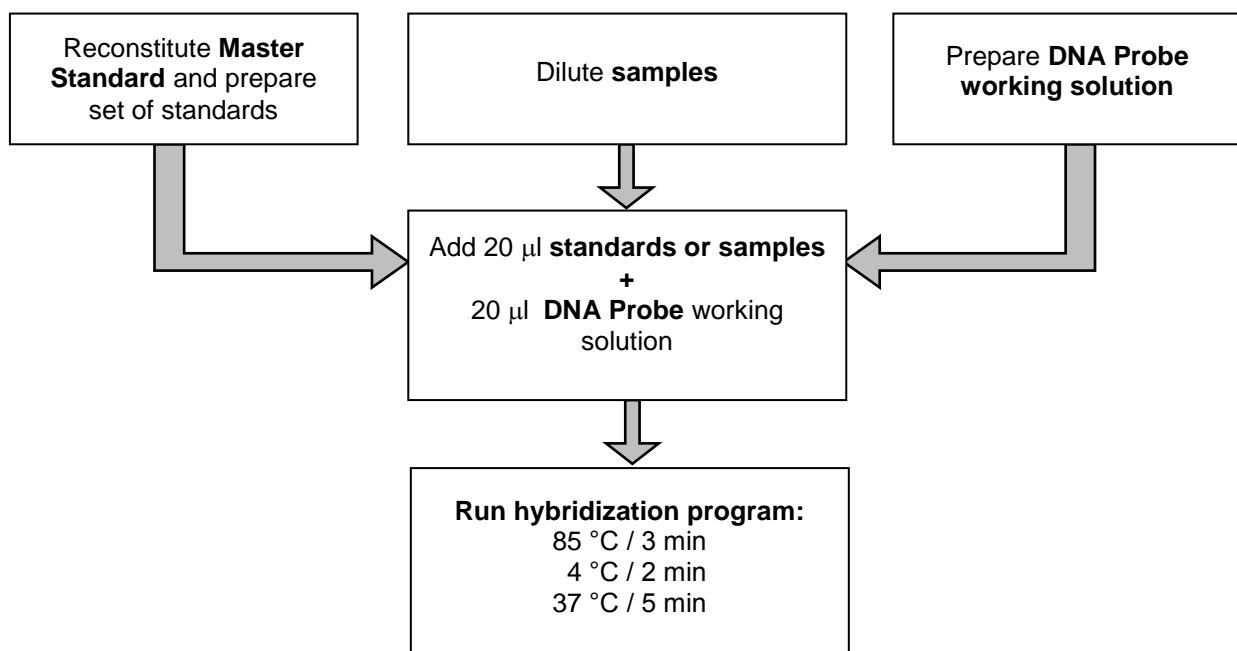 Reconstitute Master
Standard and prepare
set of standards
Dilute samples
Prepare DNA Probe
working solution
Add 20 μl standards or samples
+
20 μl DNA Probe working
solution
Run hybridization program:
85 °C / 3 min
4 °C / 2 min
37 °C / 5 min